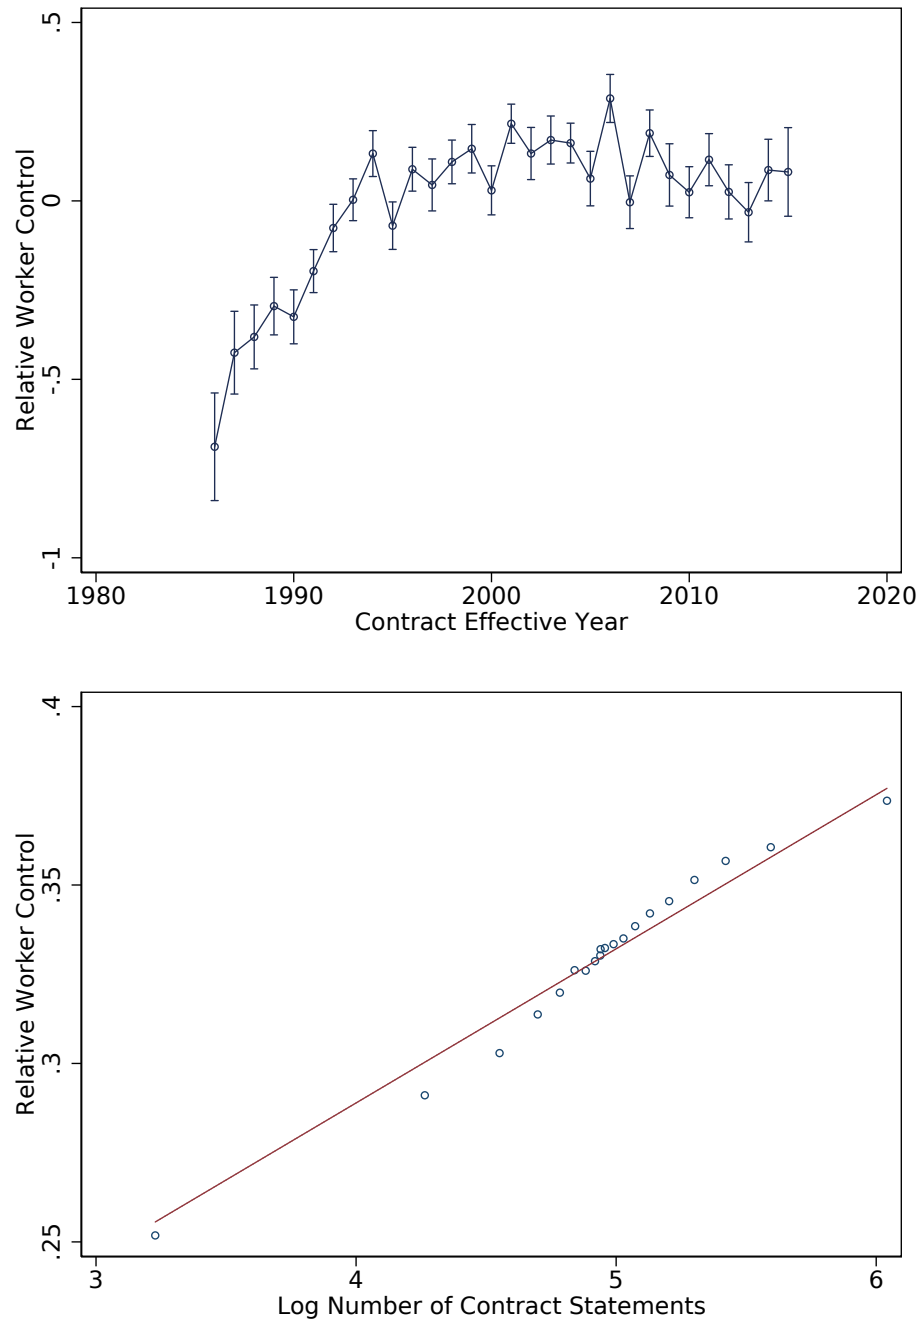 .5
0
-.5
-1
Relative Worker Control
1980 1990 2000 2010 2020
Contract Effective Year
.4
.35
.3
.25
Relative Worker Control
3 4 5 6
Log Number of Contract Statements